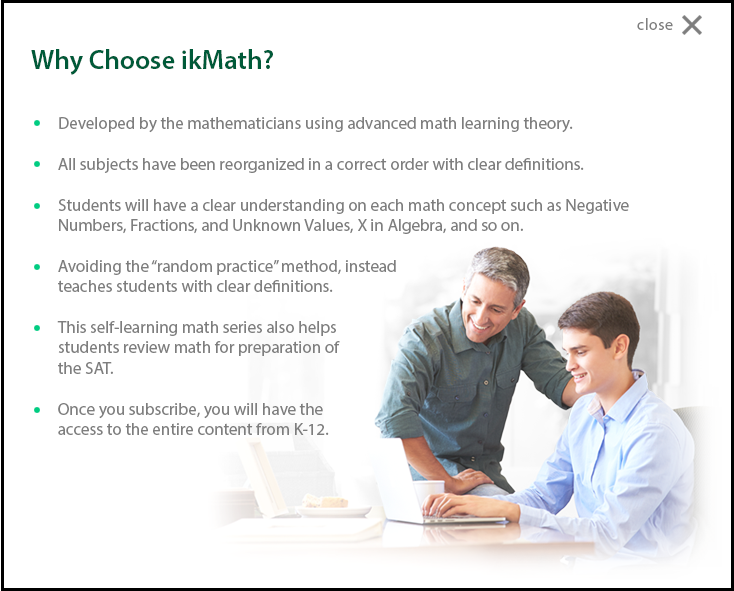 close
Why Choose ikMath?
Developed by the mathematicians using advanced math learning theory.
All subjects have been reorganized in a correct order with clear definitions.
Students will have a clear understanding on each math concept such as Negative
Numbers, Fractions, and Unknown Values, X in Algebra, and so on.
Avoiding the “random practice” method, instead
teaches students with clear definitions.
This self-learning math series also helps
students review math for preparation of
the SAT.
Once you subscribe, you will have the
access to the entire content from K-12.